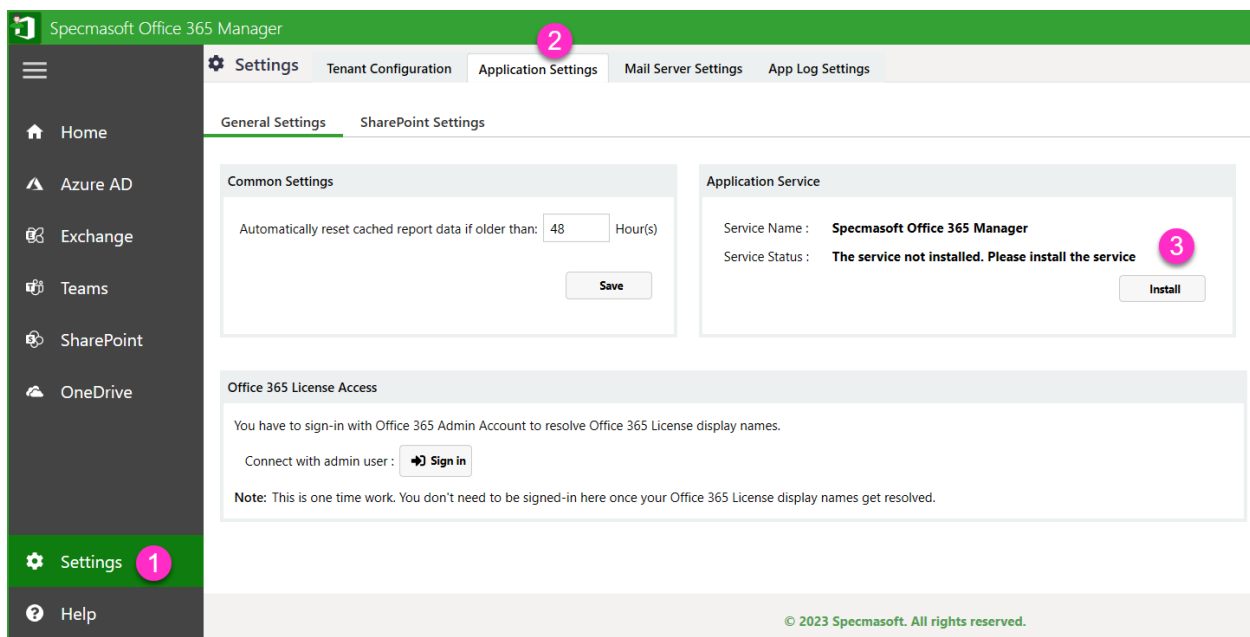 Specmasoft Office 365 Manager
2
Settings
Tenant Configuration
Application Settings
Mail Server Settings
App Log Settings
Home
Azure AD
Exchange
Teams
SharePoint
OneDrive
Settings
1
Help
General Settings
SharePoint Settings
Common Settings
Automatically reset cached report data if older than: 48 Hour(s)
Save
Application Service
Service Name : Specmasoft Office 365 Manager
Service Status : The service not installed. Please install the service
3
Install
Office 365 License Access
You have to sign-in with Office 365 Admin Account to resolve Office 365 License display names.
Connect with admin user : Sign in
Note: This is one time work. You don't need to be signed-in here once your Office 365 License display names get resolved.
© 2023 Specmasoft. All rights reserved.